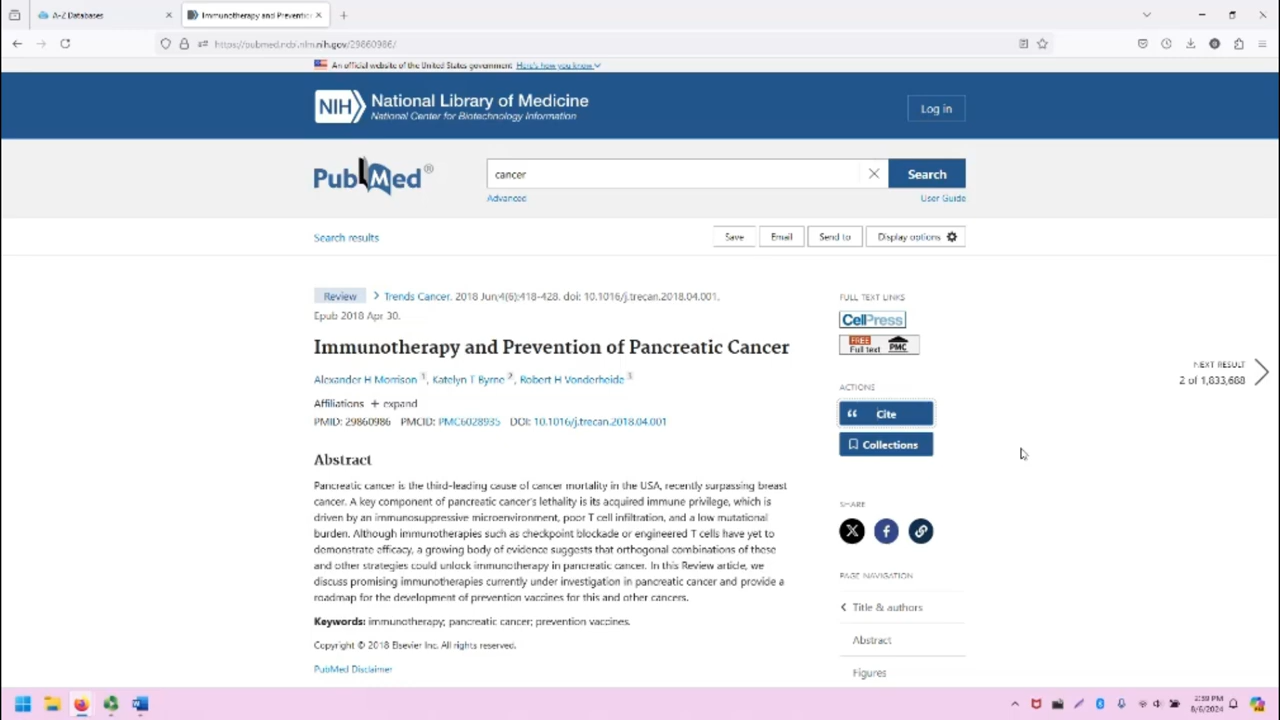 A-Z Databases
Immunotherapy and Preventio
https://pubmed.ncbi.nlm.nih.gov/29860986/
An official website of the United States government Here's how you know
NIH National Library of Medicine
National Center for Biotechnology Information
Log in
PubMed®
cancer
Search
Advanced
User Guide
Search results
Save
Email
Send to
Display options
Review
Trends Cancer. 2018 Jun;4(6):418-428. doi: 10.1016/j.trecan.2018.04.001.
Epub 2018 Apr 30.
Immunotherapy and Prevention of Pancreatic Cancer
Alexander H Morrison 1, Katelyn T Byrne 2, Robert H Vonderheide 3
Affiliations + expand
PMID: 29860986 PMCID: PMC6028935 DOI: 10.1016/j.trecan.2018.04.001
Abstract
Pancreatic cancer is the third-leading cause of cancer mortality in the USA, recently surpassing breast
cancer. A key component of pancreatic cancer's lethality is its acquired immune privilege, which is
driven by an immunosuppressive microenvironment, poor T cell infiltration, and a low mutational
burden. Although immunotherapies such as checkpoint blockade or engineered T cells have yet to
demonstrate efficacy, a growing body of evidence suggests that orthogonal combinations of these
and other strategies could unlock immunotherapy in pancreatic cancer. In this Review article, we
discuss promising immunotherapies currently under investigation in pancreatic cancer and provide a
roadmap for the development of prevention vaccines for this and other cancers.
Keywords: immunotherapy; pancreatic cancer; prevention vaccines.
Copyright © 2018 Elsevier Inc. All rights reserved.
PubMed Disclaimer
FULL TEXT LINKS
CellPress
FREE
Full text PMC
ACTIONS
Cite
Collections
SHARE
PAGE NAVIGATION
Title & authors
Abstract
Figures
NEXT RESULT
2 of 1,833,688
8/6/2024